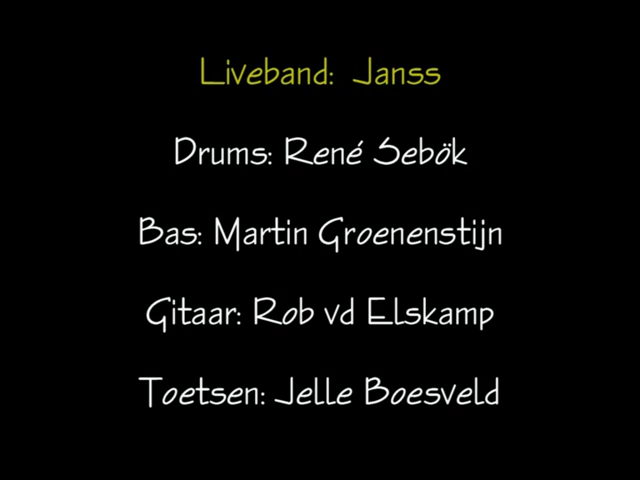 Liveband: Janss
Drums: René Sebök
Bas: Martin Groenenstijn
Gitaar: Rob vd Elskamp
Toetsen: Jelle Boesveld